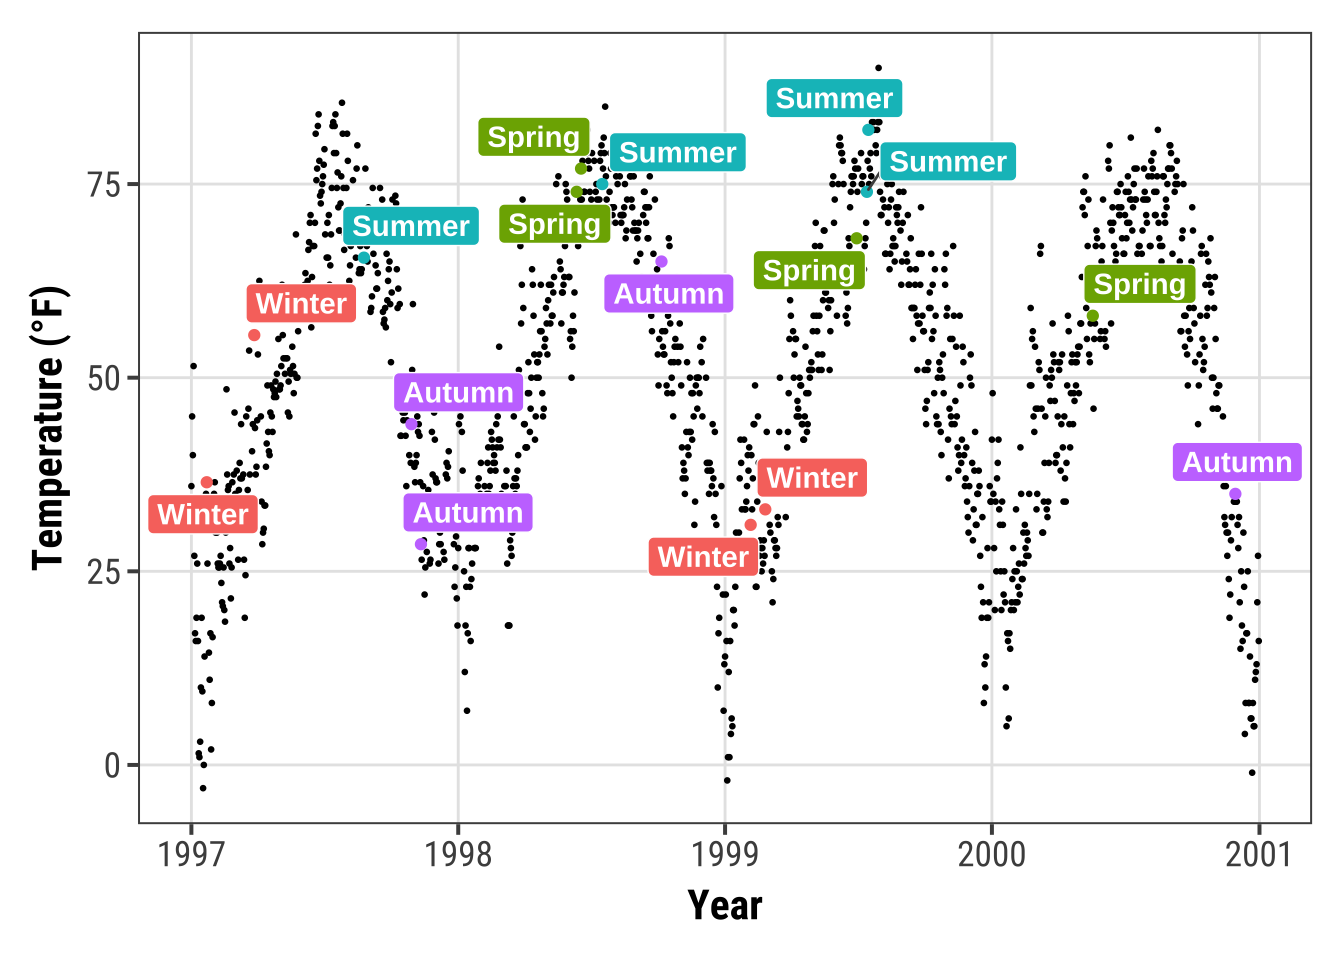 Temperature (°F)
75
50
25
0
Summer
Spring
Summer
Summer
Summer
Spring
Spring
Spring
Winter
Autumn
Autumn
Autumn
Winter
Winter
Autumn
Winter
1997
1998
1999
2000
2001
Year